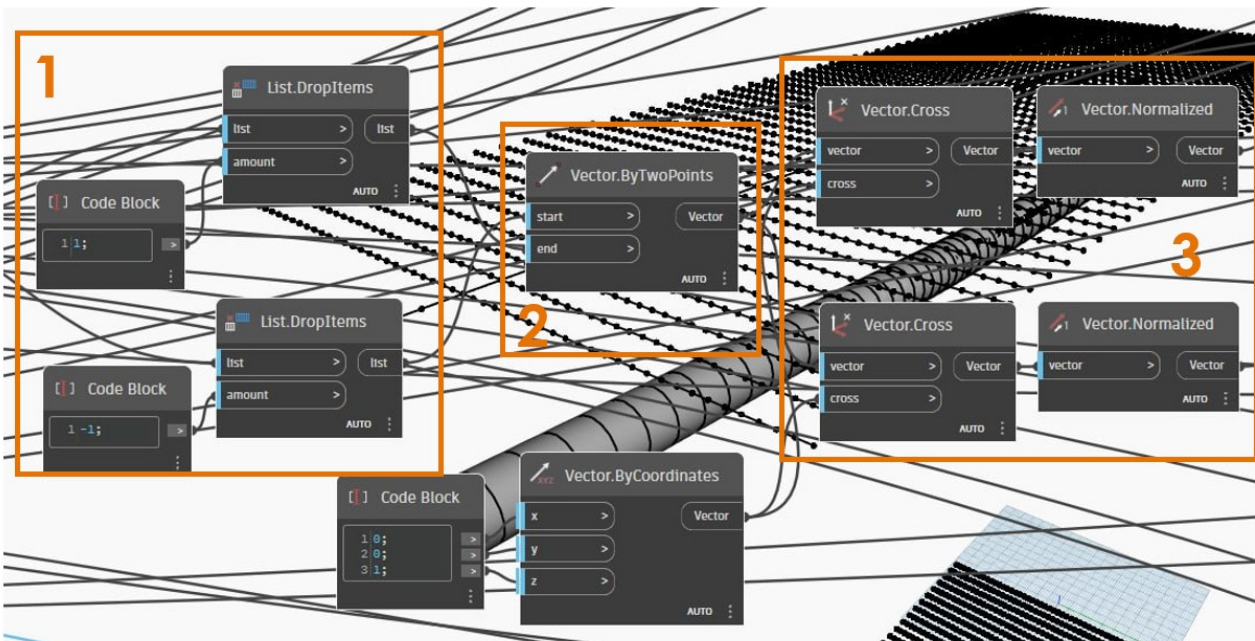 1
List.DropItems
list > list
amount >
AUTO
Code Block
1 1; >
List.DropItems
list > list
amount >
AUTO
Code Block
1 -1; >
Vector.ByTwoPoints
start > Vector
end >
AUTO
2
Code Block
1 0; >
2 0; >
3 1; >
XYZ
Vector.ByCoordinates
x > Vector
y >
z >
AUTO
Vector.Cross
vector > Vector
cross >
AUTO
1
Vector.Normalized
vector > Vector
AUTO
3
Vector.Cross
vector > Vector
cross >
AUTO
1
Vector.Normalized
vector > Vector
AUTO